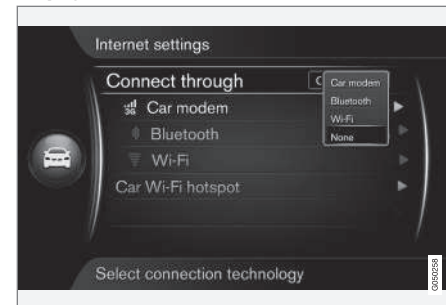 Internet settings
Connect through
Car modem
Bluetooth
Wi-Fi
None
3G Car modem
Bluetooth
Wi-Fi
Car Wi-Fi hotspot
Select connection technology
G050258